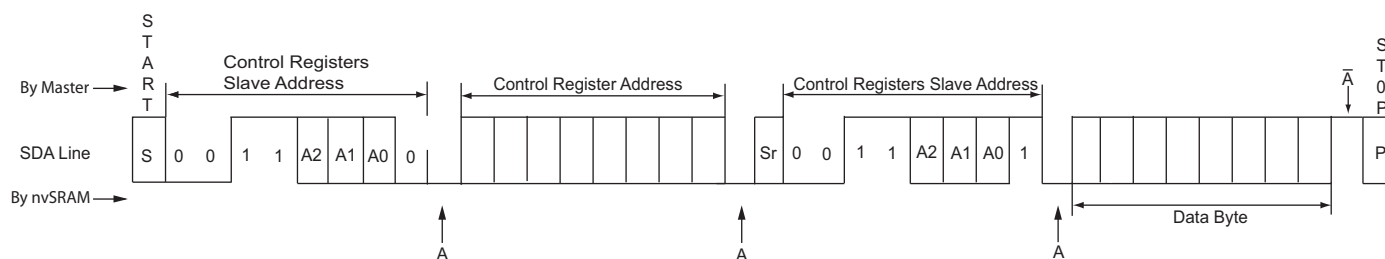 START
Control Registers
Slave Address
By Master
Control Register Address
Control Registers Slave Address
A̅
STOP
SDA Line
S 0 0 1 1 A2 A1 A0 0
Sr 0 0 1 1 A2 A1 A0 1
P
By nvSRAM
Data Byte
A
A
A